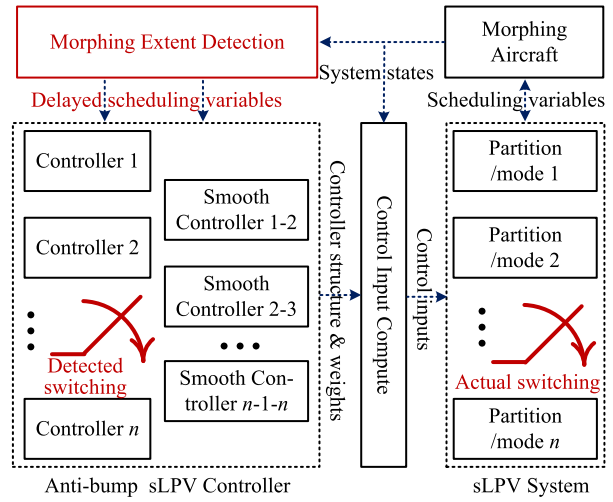 Morphing Extent Detection
Morphing
Aircraft
System states
Delayed scheduling variables
Scheduling variables
Controller 1
Controller 2
Detected
switching
Controller n
Smooth
Controller 1-2
Smooth
Controller 2-3
Smooth Con-
troller n-1-n
Controller structure & weights
Control Input Compute
Control inputs
Partition
/mode 1
Partition
/mode 2
Actual switching
Partition
/mode n
Anti-bump sLPV Controller
sLPV System